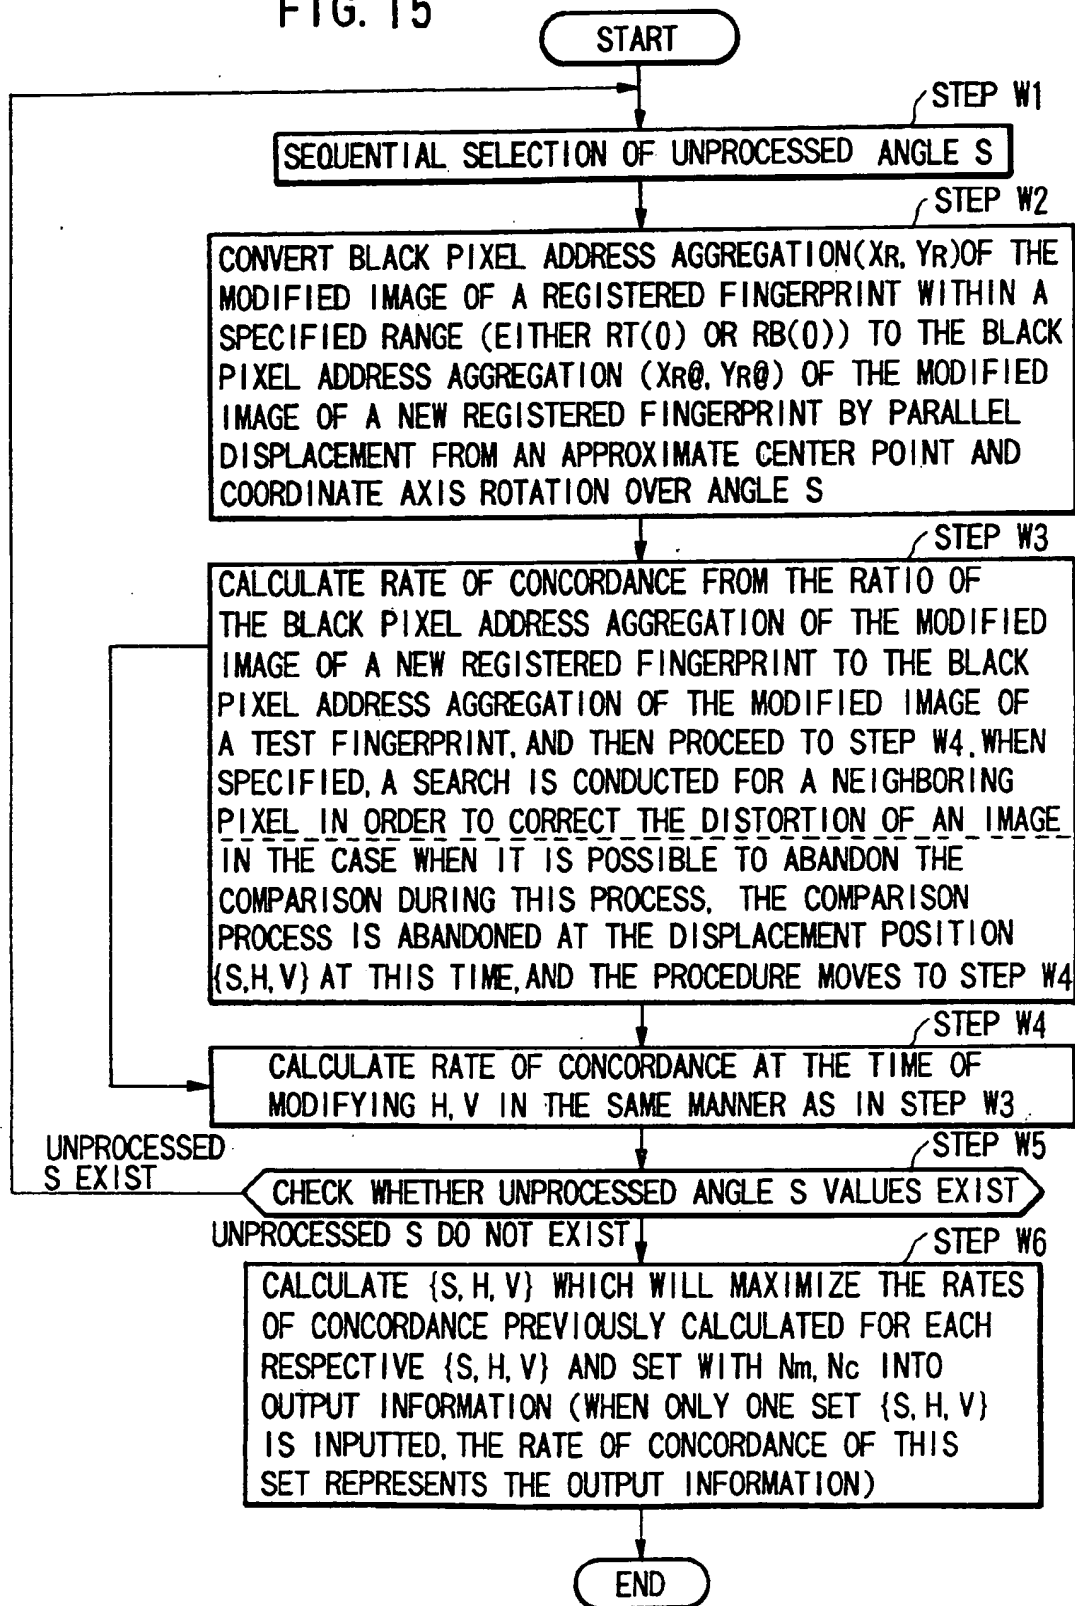 FIG. 15
START
STEP W1
SEQUENTIAL SELECTION OF UNPROCESSED ANGLE S
STEP W2
CONVERT BLACK PIXEL ADDRESS AGGREGATION(XR, YR)OF THE
MODIFIED IMAGE OF A REGISTERED FINGERPRINT WITHIN A
SPECIFIED RANGE (EITHER RT(0) OR RB(0)) TO THE BLACK
PIXEL ADDRESS AGGREGATION (XR@, YR@) OF THE MODIFIED
IMAGE OF A NEW REGISTERED FINGERPRINT BY PARALLEL
DISPLACEMENT FROM AN APPROXIMATE CENTER POINT AND
COORDINATE AXIS ROTATION OVER ANGLE S
STEP W3
CALCULATE RATE OF CONCORDANCE FROM THE RATIO OF
THE BLACK PIXEL ADDRESS AGGREGATION OF THE MODIFIED
IMAGE OF A NEW REGISTERED FINGERPRINT TO THE BLACK
PIXEL ADDRESS AGGREGATION OF THE MODIFIED IMAGE OF
A TEST FINGERPRINT, AND THEN PROCEED TO STEP W4. WHEN
SPECIFIED, A SEARCH IS CONDUCTED FOR A NEIGHBORING
PIXEL IN ORDER TO CORRECT THE DISTORTION OF AN IMAGE
IN THE CASE WHEN IT IS POSSIBLE TO ABANDON THE
COMPARISON DURING THIS PROCESS, THE COMPARISON
PROCESS IS ABANDONED AT THE DISPLACEMENT POSITION
{S, H, V} AT THIS TIME, AND THE PROCEDURE MOVES TO STEP W4
STEP W4
CALCULATE RATE OF CONCORDANCE AT THE TIME OF
MODIFYING H, V IN THE SAME MANNER AS IN STEP W3
UNPROCESSED
S EXIST
STEP W5
CHECK WHETHER UNPROCESSED ANGLE S VALUES EXIST
UNPROCESSED S DO NOT EXIST
STEP W6
CALCULATE {S, H, V} WHICH WILL MAXIMIZE THE RATES
OF CONCORDANCE PREVIOUSLY CALCULATED FOR EACH
RESPECTIVE {S, H, V} AND SET WITH Nm, Nc INTO
OUTPUT INFORMATION (WHEN ONLY ONE SET {S, H, V}
IS INPUTTED, THE RATE OF CONCORDANCE OF THIS
SET REPRESENTS THE OUTPUT INFORMATION)
END